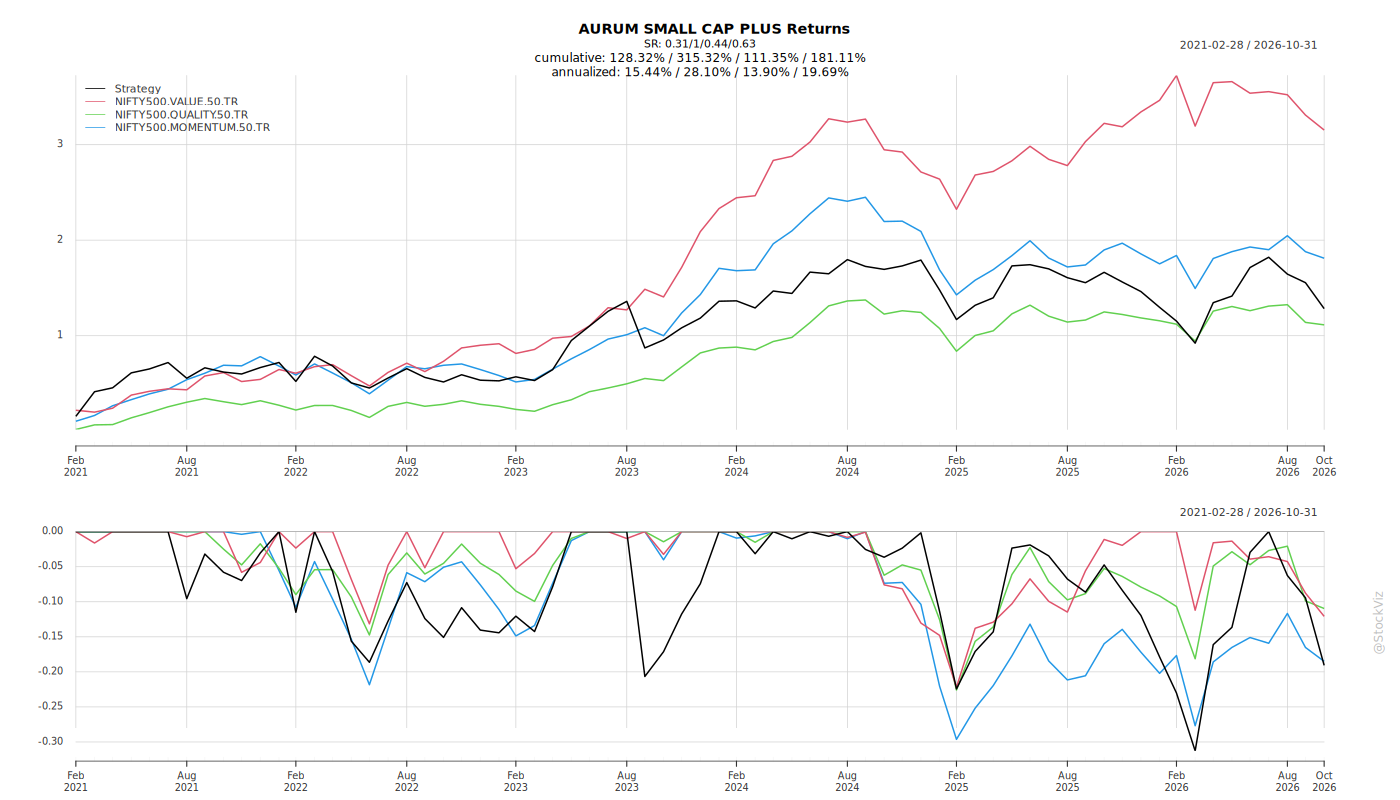 AURUM SMALL CAP PLUS Returns
SR: 0.31/1/0.44/0.63
2021-02-28 / 2026-10-31
cumulative: 128.32% / 315.32% / 111.35% / 181.11%
annualized: 15.44% / 28.10% / 13.90% / 19.69%
Strategy
NIFTY500.VALUE.50.TR
NIFTY500.QUALITY.50.TR
NIFTY500.MOMENTUM.50.TR
3
2
1
Feb Aug Feb Aug Feb Aug Feb Aug Feb Aug Feb Aug Oct
2021 2021 2022 2022 2023 2023 2024 2024 2025 2025 2026 2026 2026
2021-02-28 / 2026-10-31
0.00
-0.05
-0.10
-0.15
-0.20
-0.25
-0.30
Feb Aug Feb Aug Feb Aug Feb Aug Feb Aug Feb Aug Oct
2021 2021 2022 2022 2023 2023 2024 2024 2025 2025 2026 2026 2026
@StockViz